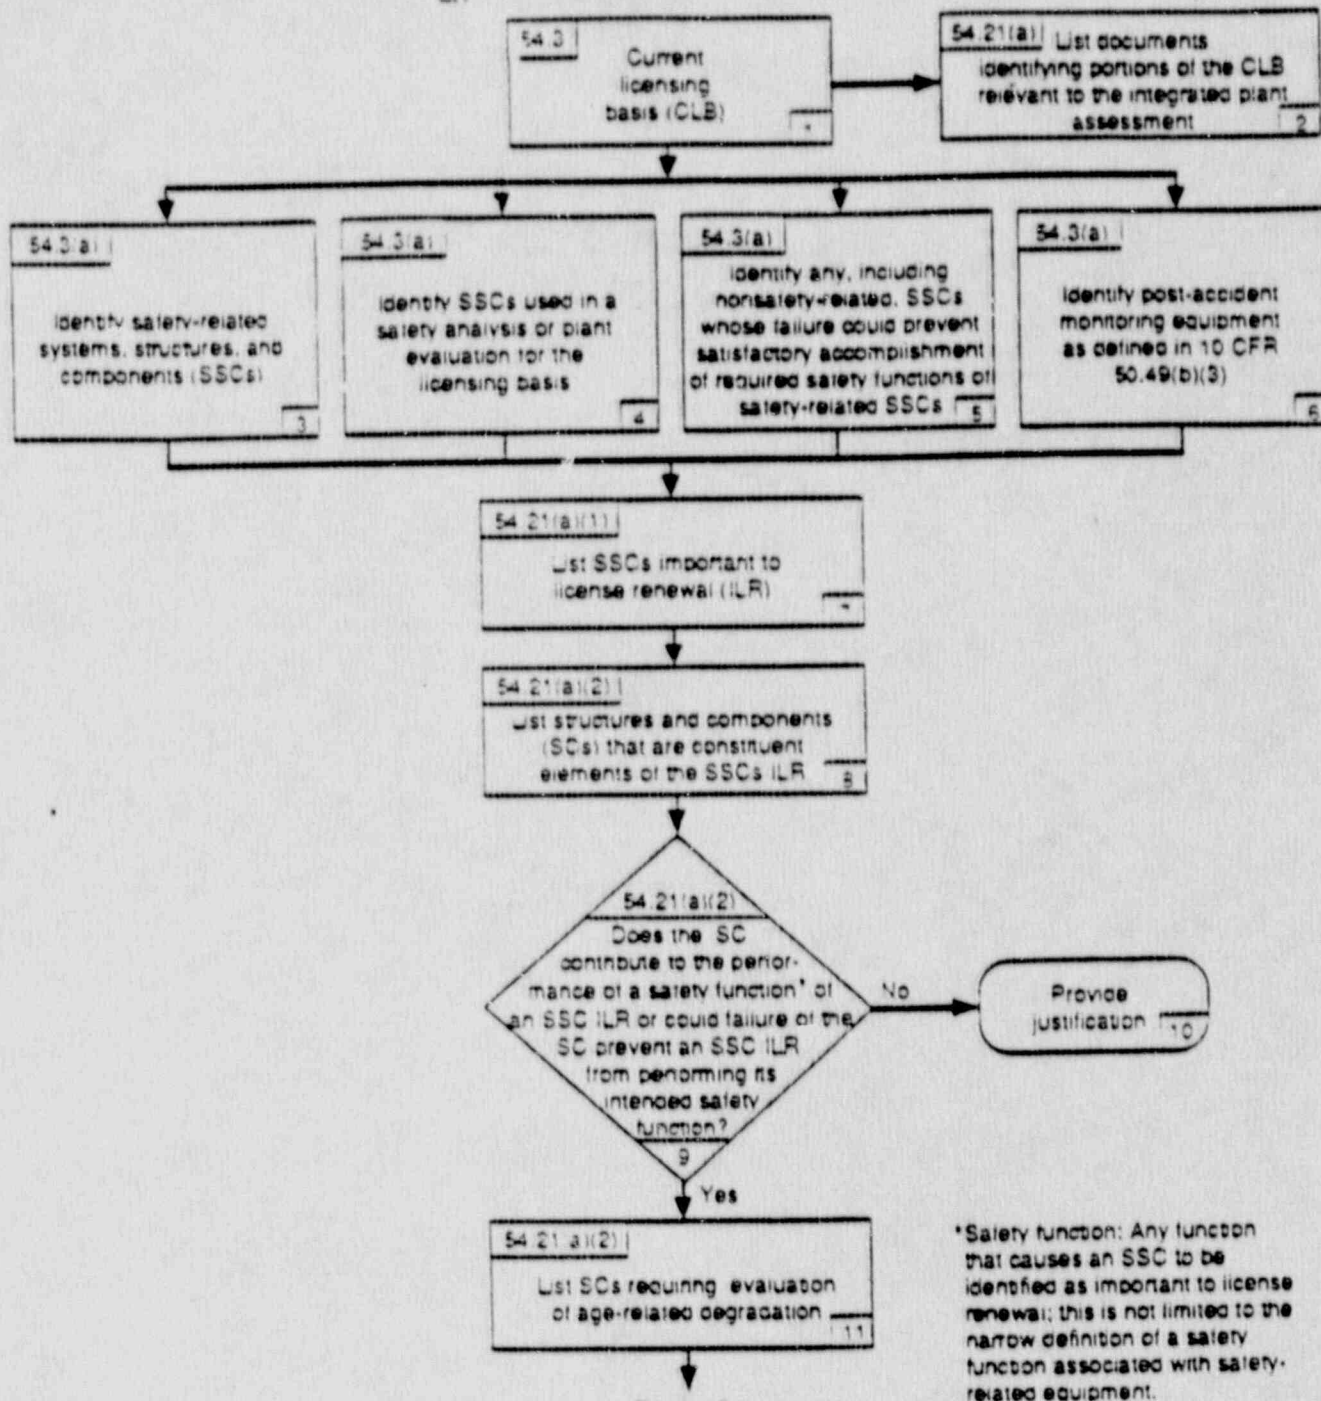 54.3
Current
licensing
basis (CLB)
1
54.21(a) List documents
identifying portions of the CLB
relevant to the integrated plant
assessment
2
54.3(a)
Identify safety-related
systems, structures, and
components (SSCs)
3
54.3(a)
Identify SSCs used in a
safety analysis or plant
evaluation for the
licensing basis
4
54.3(a)
Identify any, including
nonsafety-related, SSCs
whose failure could prevent
satisfactory accomplishment
of required safety functions of
safety-related SSCs
5
54.3(a)
Identify post-accident
monitoring equipment
as defined in 10 CFR
50.49(b)(3)
6
54.21(a)(1)
List SSCs important to
license renewal (ILR)
54.21(a)(2)
List structures and components
(SCs) that are constituent
elements of the SSCs ILR
8
54.21(a)(2)
Does the SC
contribute to the perfor-
mance of a safety function* of
an SSC ILR or could failure of the
SC prevent an SSC ILR
from performing its
intended safety
function?
9
No
Provide
justification
10
Yes
54.21(a)(2)
List SCs requiring evaluation
of age-related degradation
11
*Safety function: Any function
that causes an SSC to be
identified as important to license
renewal; this is not limited to the
narrow definition of a safety
function associated with safety-
related equipment.